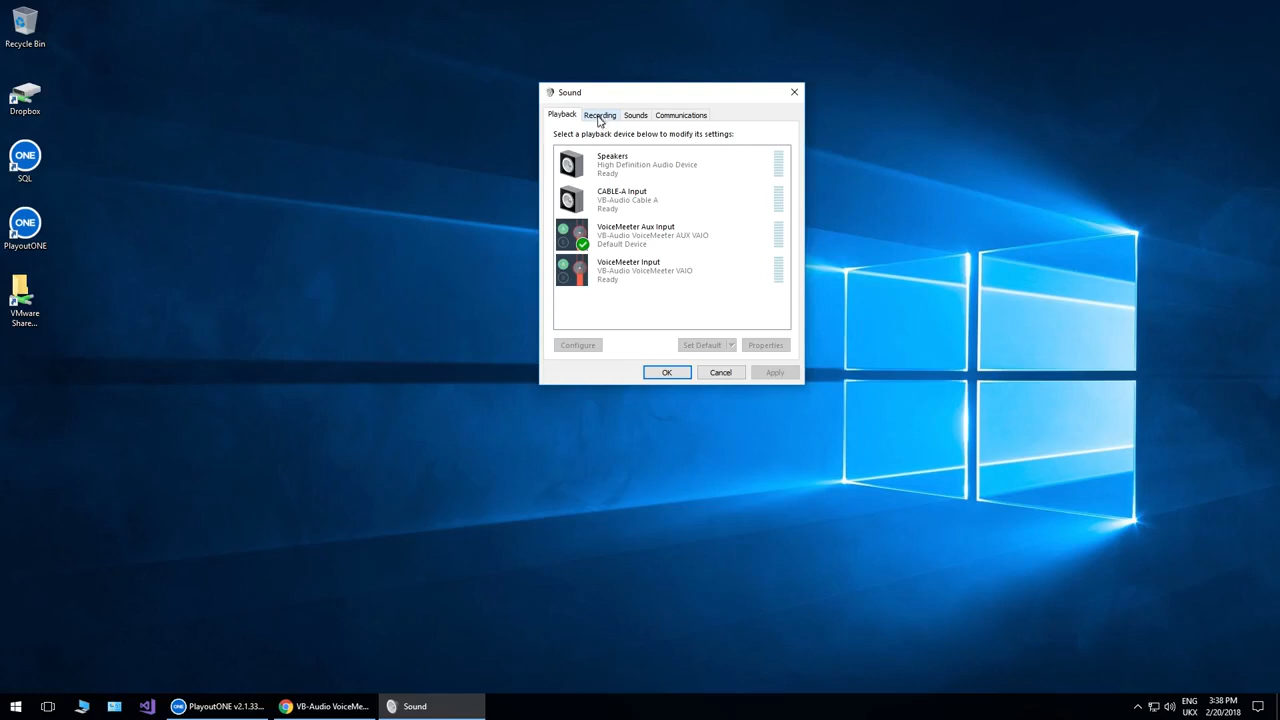 Recycle Bin
Dropbox
SQL
PlayoutONE
VMware
Share...
ONE
ONE
Sound
Playback
Recording
Sounds
Communications
Select a playback device below to modify its settings:
Speakers
High Definition Audio Device
Ready
CABLE-A Input
VB-Audio Cable A
Ready
VoiceMeeter Aux Input
VB-Audio VoiceMeeter AUX VAIO
Default Device
VoiceMeeter Input
VB-Audio VoiceMeeter VAIO
Ready
Configure
Set Default
Properties
OK
Cancel
Apply
ONE
PlayoutONE v2.1.33...
VB-Audio VoiceMe...
Sound
ENG
UKX
3:38 PM
2/20/2018